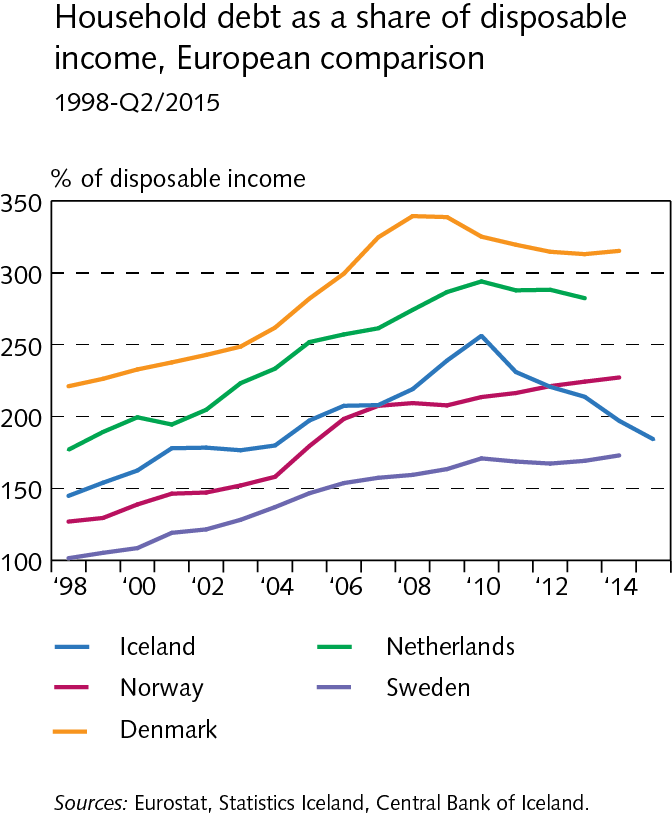 Household debt as a share of disposable
income, European comparison
1998-Q2/2015
% of disposable income
350
300
250
200
150
100
‘98 ‘00 ‘02 ‘04 ‘06 ‘08 ‘10 ‘12 ‘14
Iceland
Netherlands
Norway
Sweden
Denmark
Sources: Eurostat, Statistics Iceland, Central Bank of Iceland.